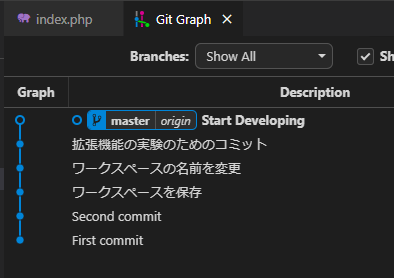 index.php
Git Graph
Branches: Show All
Graph Description
master origin Start Developing
拡張機能の実験のためのコミット
ワークスペースの名前を変更
ワークスペースを保存
Second commit
First commit